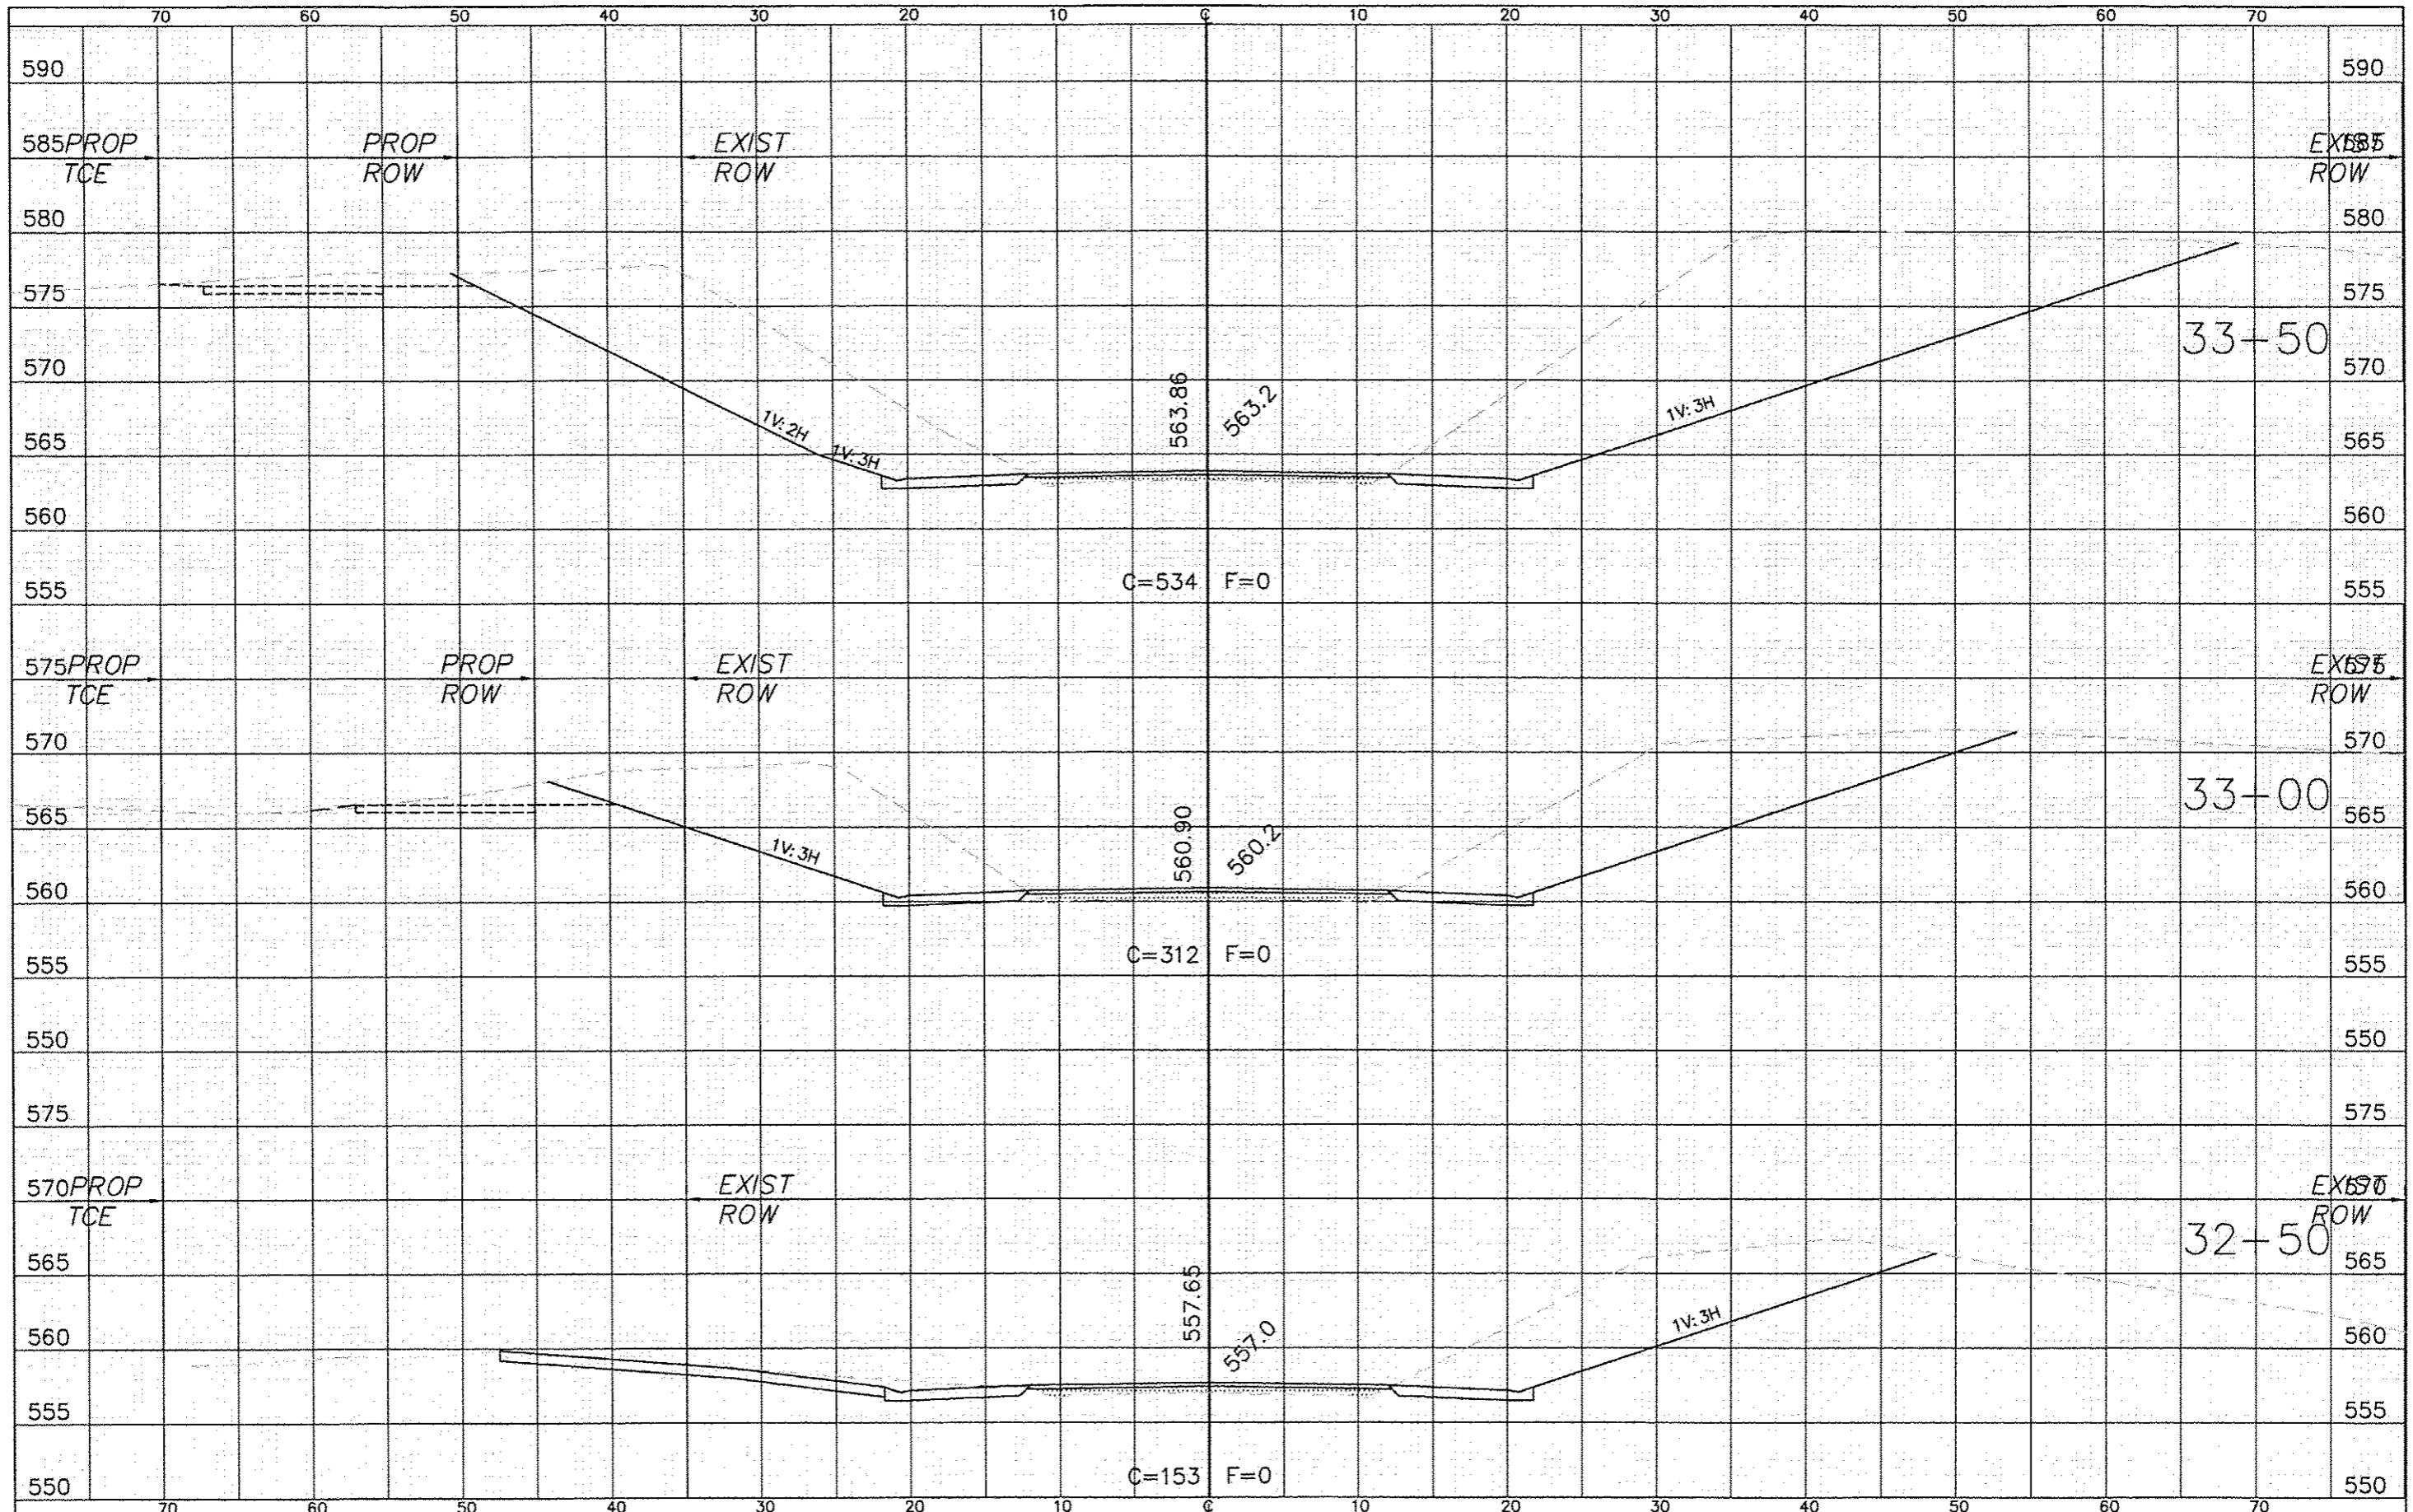 70 60 50 40 30 20 10 ℄ 10 20 30 40 50 60 70
590 590
585 PROP TCE PROP ROW EXIST ROW EXIST ROW 585
580 580
575 575
33+50
570 570
563.86 563.2
1V:2H 1V:3H 1V:3H
565 565
560 560
C=534 F=0
555 555
575 PROP TCE PROP ROW EXIST ROW EXIST ROW 575
570 570
33+00
565 565
560.90 560.2
1V:3H
560 560
C=312 F=0
555 555
550 550
575 575
570 PROP TCE EXIST ROW EXIST ROW 570
32+50
565 565
557.65 557.0
1V:3H
560 560
555 555
C=153 F=0
550 550
70 60 50 40 30 20 10 ℄ 10 20 30 40 50 60 70